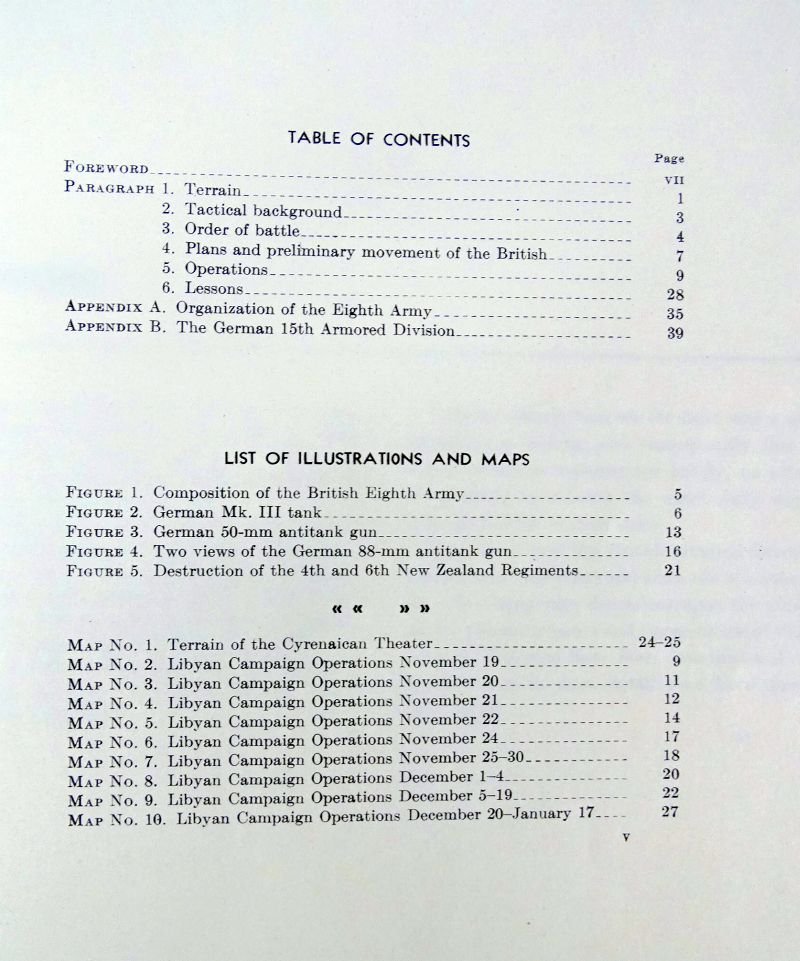 TABLE OF CONTENTS
Page
FOREWORD VII
PARAGRAPH 1. Terrain 1
2. Tactical background 3
3. Order of battle 4
4. Plans and preliminary movement of the British 7
5. Operations 9
6. Lessons 28
APPENDIX A. Organization of the Eighth Army 35
APPENDIX B. The German 15th Armored Division 39
LIST OF ILLUSTRATIONS AND MAPS
FIGURE 1. Composition of the British Eighth Army 5
FIGURE 2. German Mk. III tank 6
FIGURE 3. German 50-mm antitank gun 13
FIGURE 4. Two views of the German 88-mm antitank gun 16
FIGURE 5. Destruction of the 4th and 6th New Zealand Regiments 21
« « » »
MAP NO. 1. Terrain of the Cyrenaican Theater 24–25
MAP NO. 2. Libyan Campaign Operations November 19 9
MAP NO. 3. Libyan Campaign Operations November 20 11
MAP NO. 4. Libyan Campaign Operations November 21 12
MAP NO. 5. Libyan Campaign Operations November 22 14
MAP NO. 6. Libyan Campaign Operations November 24 17
MAP NO. 7. Libyan Campaign Operations November 25-30 18
MAP NO. 8. Libyan Campaign Operations December 1-4 20
MAP NO. 9. Libyan Campaign Operations December 5-19 22
MAP NO. 10. Libyan Campaign Operations December 20–January 17 27
V